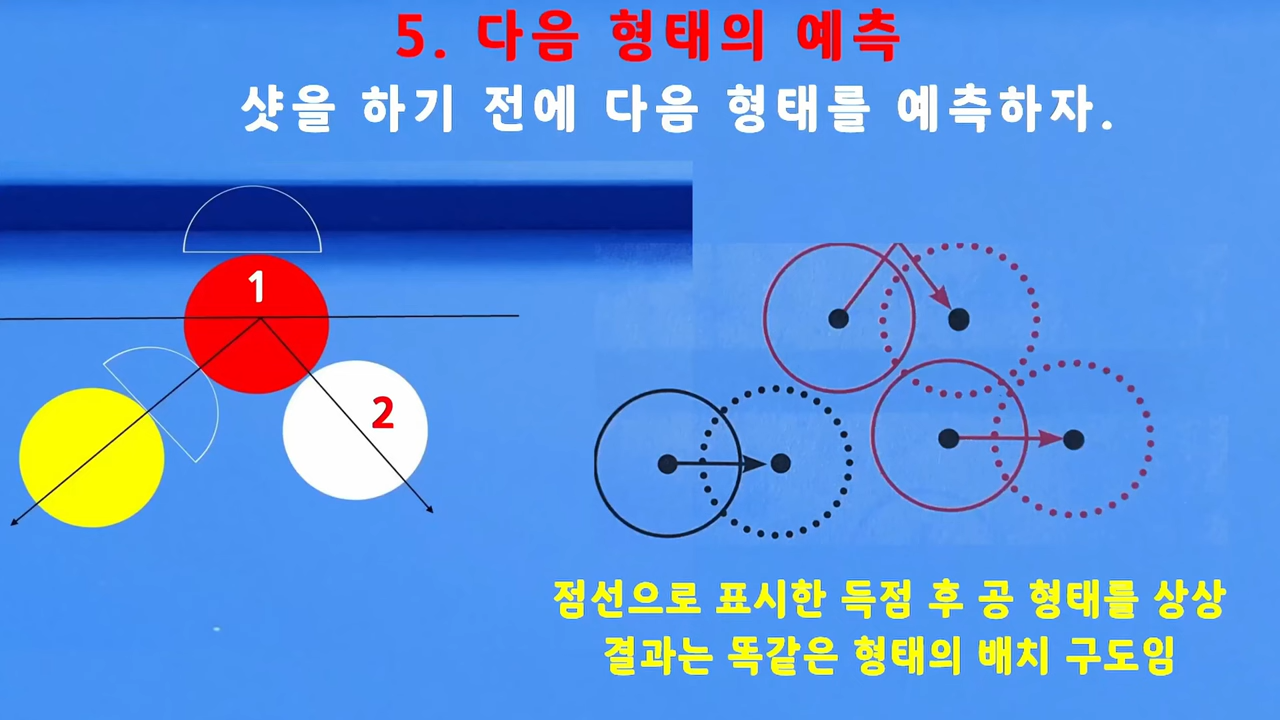 5. 다음 형태의 예측
샷을 하기 전에 다음 형태를 예측하자.
1
2
점선으로 표시한 득점 후 공 형태를 상상
결과는 똑같은 형태의 배치 구도임